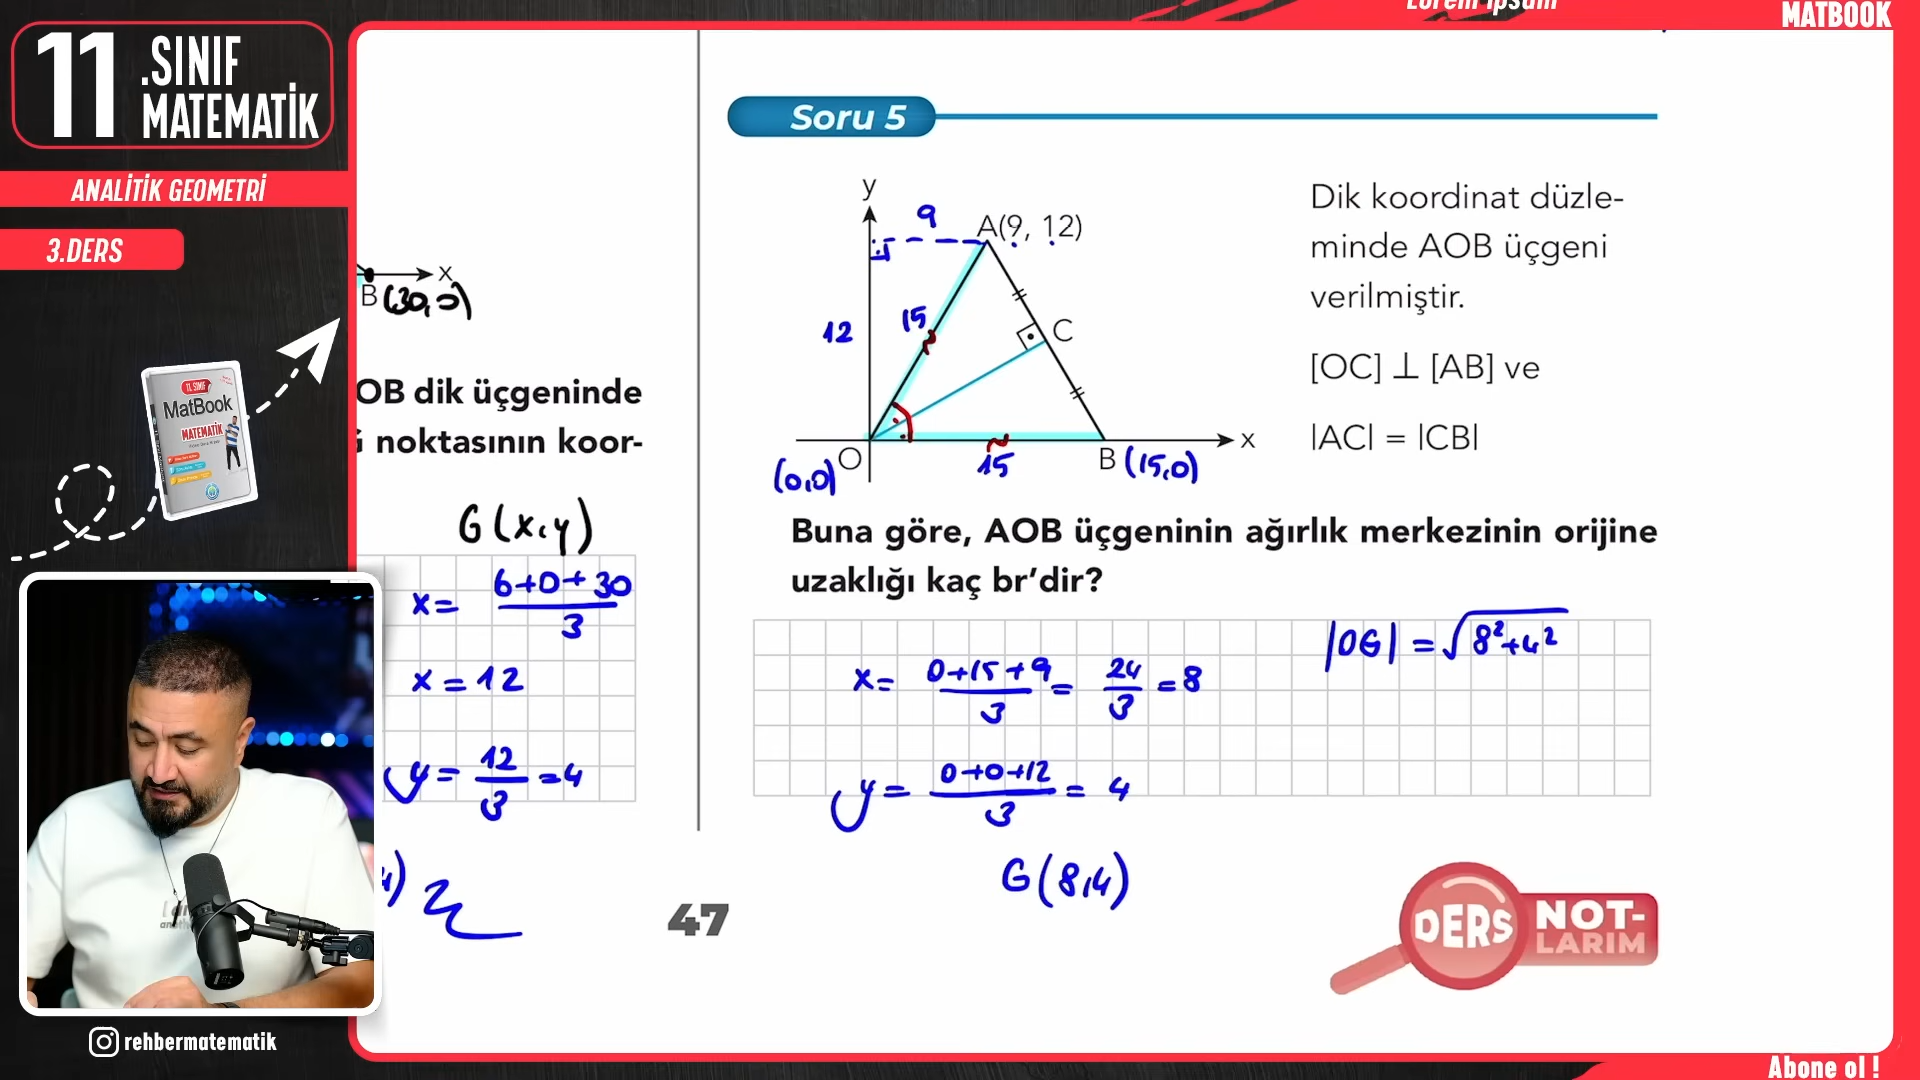 Lorem Ipsum
MATBOOK
11
.SINIF
MATEMATİK
ANALİTİK GEOMETRİ
3.DERS
11. SINIF
MatBook
MATEMATİK
x
B (30,0)
OB dik üçgeninde
G noktasının koor-
G(x,y)
x = 6+0+30 / 3
x = 12
y = 12 / 3 = 4
47
Soru 5
y
9
A(9, 12)
12
15
C
O
(0,0)
15
B (15,0)
x
Dik koordinat düzle-
minde AOB üçgeni
verilmiştir.
[OC] ⊥ [AB] ve
|AC| = |CB|
Buna göre, AOB üçgeninin ağırlık merkezinin orijine
uzaklığı kaç br’dir?
x = 0+15+9 / 3 = 24 / 3 = 8
|OG| = √8²+4²
y = 0+0+12 / 3 = 4
G(8,4)
DERS NOT-
LARIM
rehbermatematik
Abone ol !